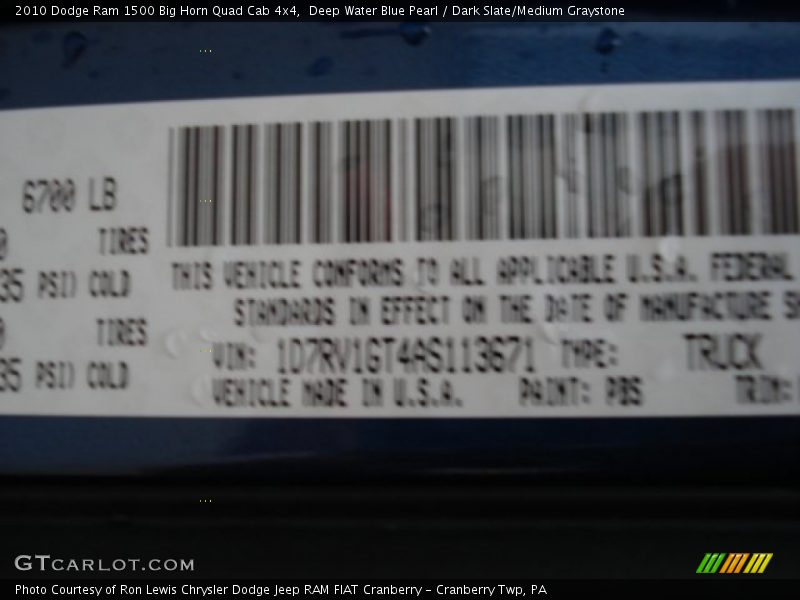 2010 Dodge Ram 1500 Big Horn Quad Cab 4x4,  Deep Water Blue Pearl / Dark Slate/Medium Graystone
6700 LB
0 TIRES
35 PSI) COLD
0 TIRES
35 PSI) COLD
THIS VEHICLE CONFORMS TO ALL APPLICABLE U.S.A. FEDERAL
STANDARDS IN EFFECT ON THE DATE OF MANUFACTURE
VIN: 1D7RV1GT4AS113671 TYPE: TRUCK
VEHICLE MADE IN U.S.A. PAINT: PBS TRIM:
GTCARLOT.COM
Photo Courtesy of Ron Lewis Chrysler Dodge Jeep RAM FIAT Cranberry – Cranberry Twp, PA